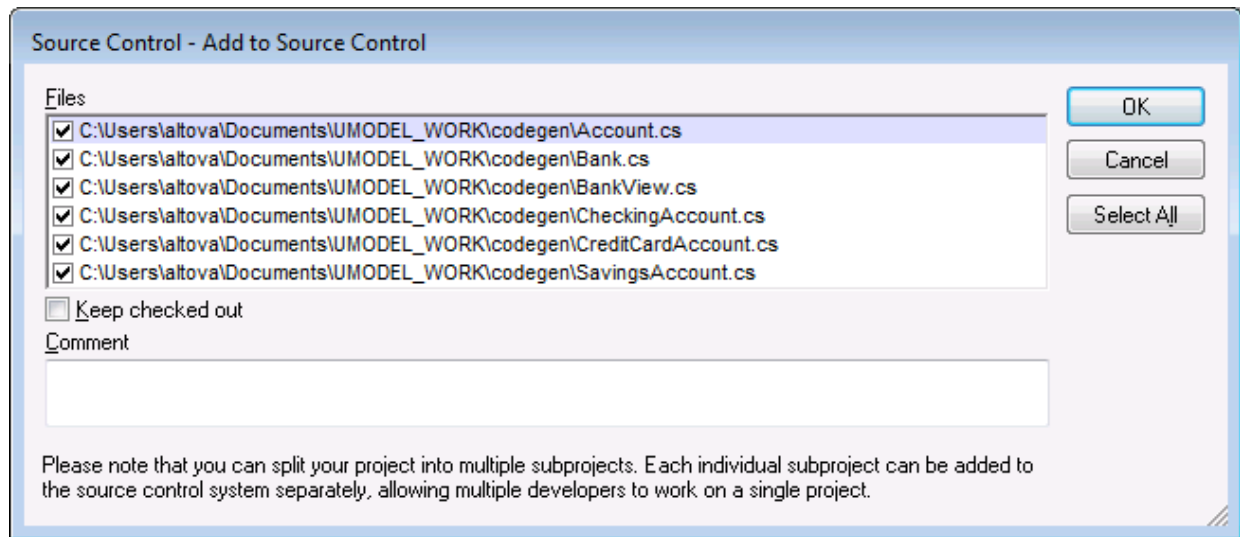 Source Control - Add to Source Control
Files
C:\Users\altova\Documents\UMODEL_WORK\codegen\Account.cs
C:\Users\altova\Documents\UMODEL_WORK\codegen\Bank.cs
C:\Users\altova\Documents\UMODEL_WORK\codegen\BankView.cs
C:\Users\altova\Documents\UMODEL_WORK\codegen\CheckingAccount.cs
C:\Users\altova\Documents\UMODEL_WORK\codegen\CreditCardAccount.cs
C:\Users\altova\Documents\UMODEL_WORK\codegen\SavingsAccount.cs
OK
Cancel
Select All
Keep checked out
Comment
Please note that you can split your project into multiple subprojects. Each individual subproject can be added to
the source control system separately, allowing multiple developers to work on a single project.